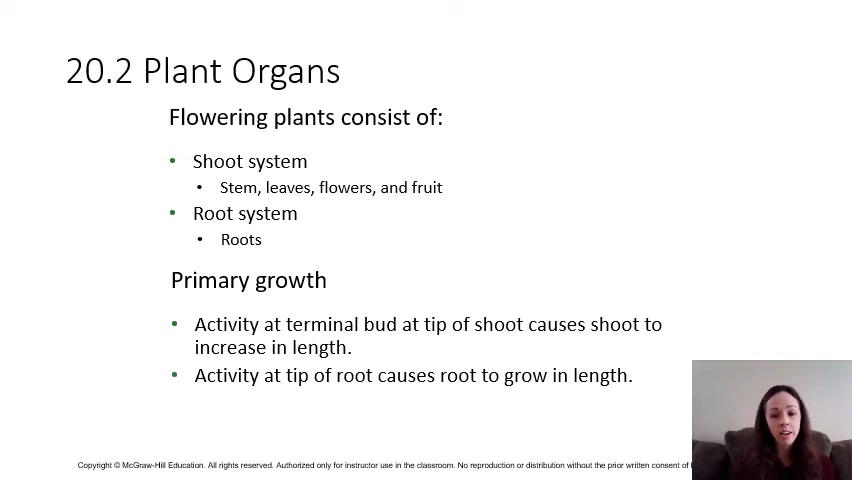 20.2 Plant Organs
Flowering plants consist of:
• Shoot system
• Stem, leaves, flowers, and fruit
• Root system
• Roots
Primary growth
• Activity at terminal bud at tip of shoot causes shoot to
increase in length.
• Activity at tip of root causes root to grow in length.
Copyright © McGraw-Hill Education. All rights reserved. Authorized only for instructor use in the classroom. No reproduction or distribution without the prior written consent of